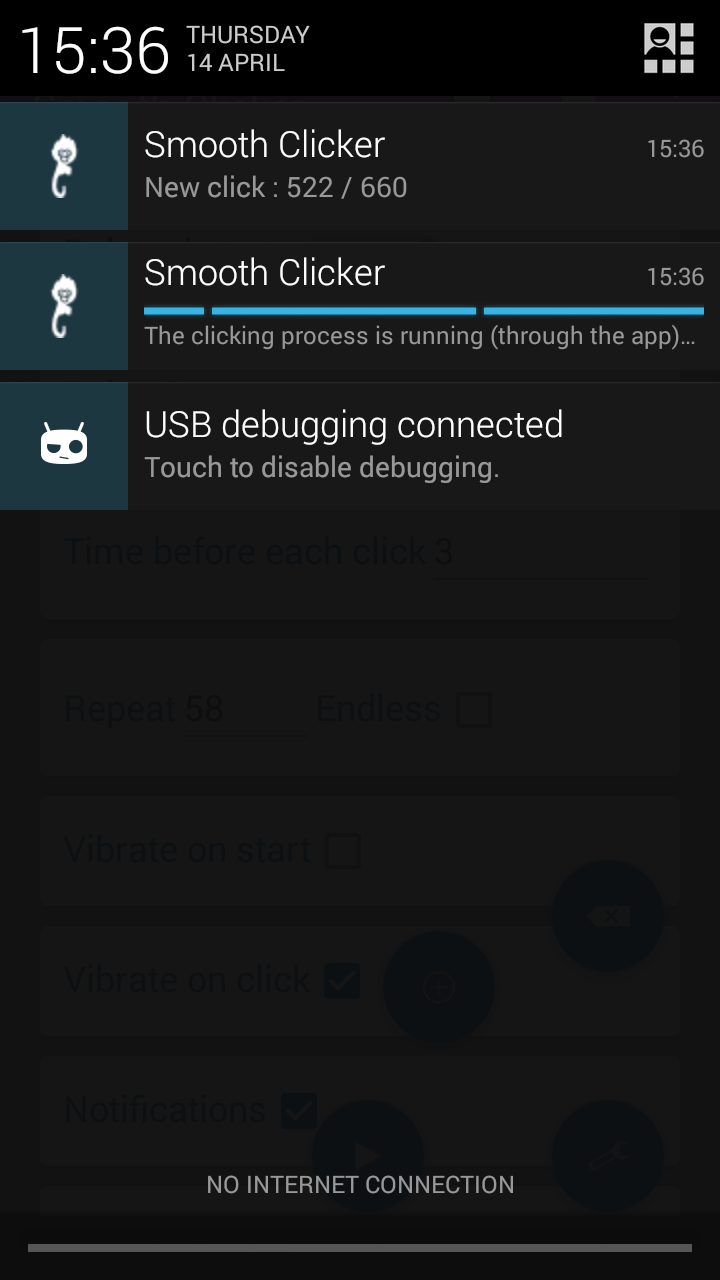 15:36
THURSDAY
14 APRIL
Smooth Clicker
15:36
New click : 522 / 660
Smooth Clicker
15:36
The clicking process is running (through the app)...
USB debugging connected
Touch to disable debugging.
Time before each click 3
Repeat 58 Endless
Vibrate on start
Vibrate on click
Notifications
NO INTERNET CONNECTION